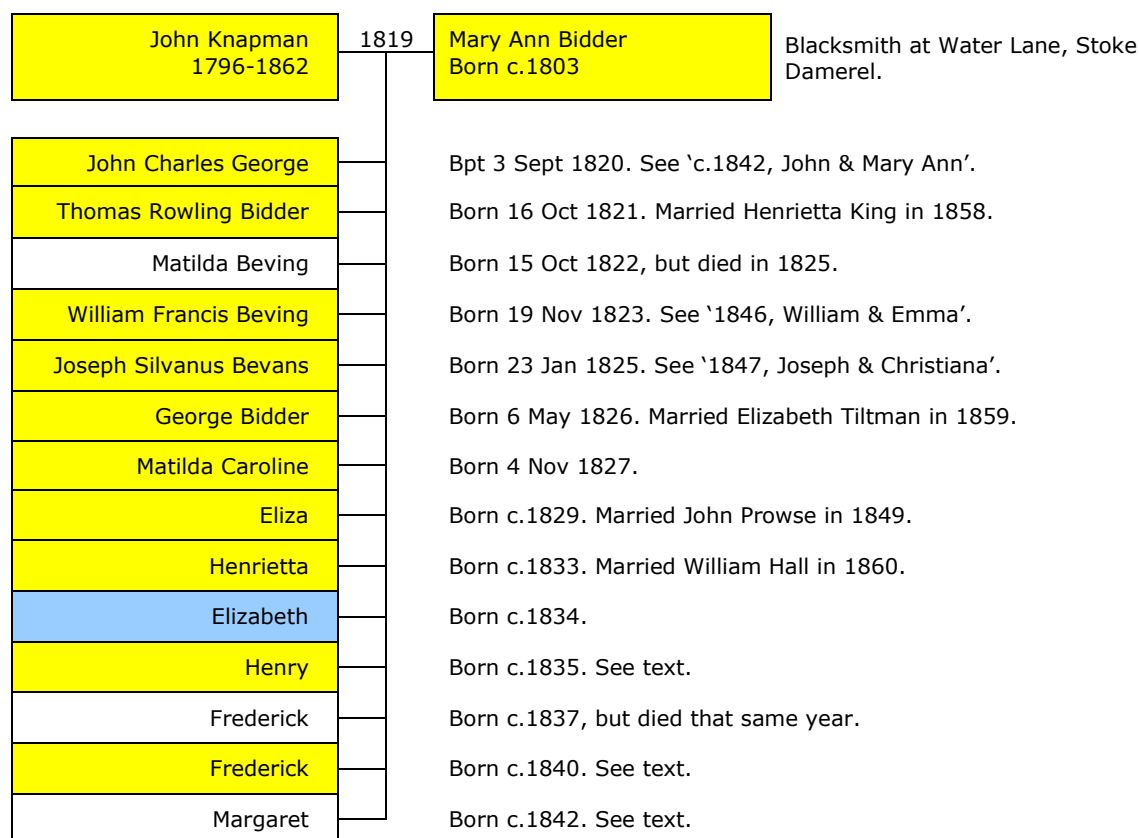 John Knapman
1796-1862
1819
Mary Ann Bidder
Born c.1803
Blacksmith at Water Lane, Stoke
Damerel.
John Charles George
Bpt 3 Sept 1820. See ‘c.1842, John & Mary Ann’.
Thomas Rowling Bidder
Born 16 Oct 1821. Married Henrietta King in 1858.
Matilda Beving
Born 15 Oct 1822, but died in 1825.
William Francis Beving
Born 19 Nov 1823. See ‘1846, William & Emma’.
Joseph Silvanus Bevans
Born 23 Jan 1825. See ‘1847, Joseph & Christiana’.
George Bidder
Born 6 May 1826. Married Elizabeth Tiltman in 1859.
Matilda Caroline
Born 4 Nov 1827.
Eliza
Born c.1829. Married John Prowse in 1849.
Henrietta
Born c.1833. Married William Hall in 1860.
Elizabeth
Born c.1834.
Henry
Born c.1835. See text.
Frederick
Born c.1837, but died that same year.
Frederick
Born c.1840. See text.
Margaret
Born c.1842. See text.